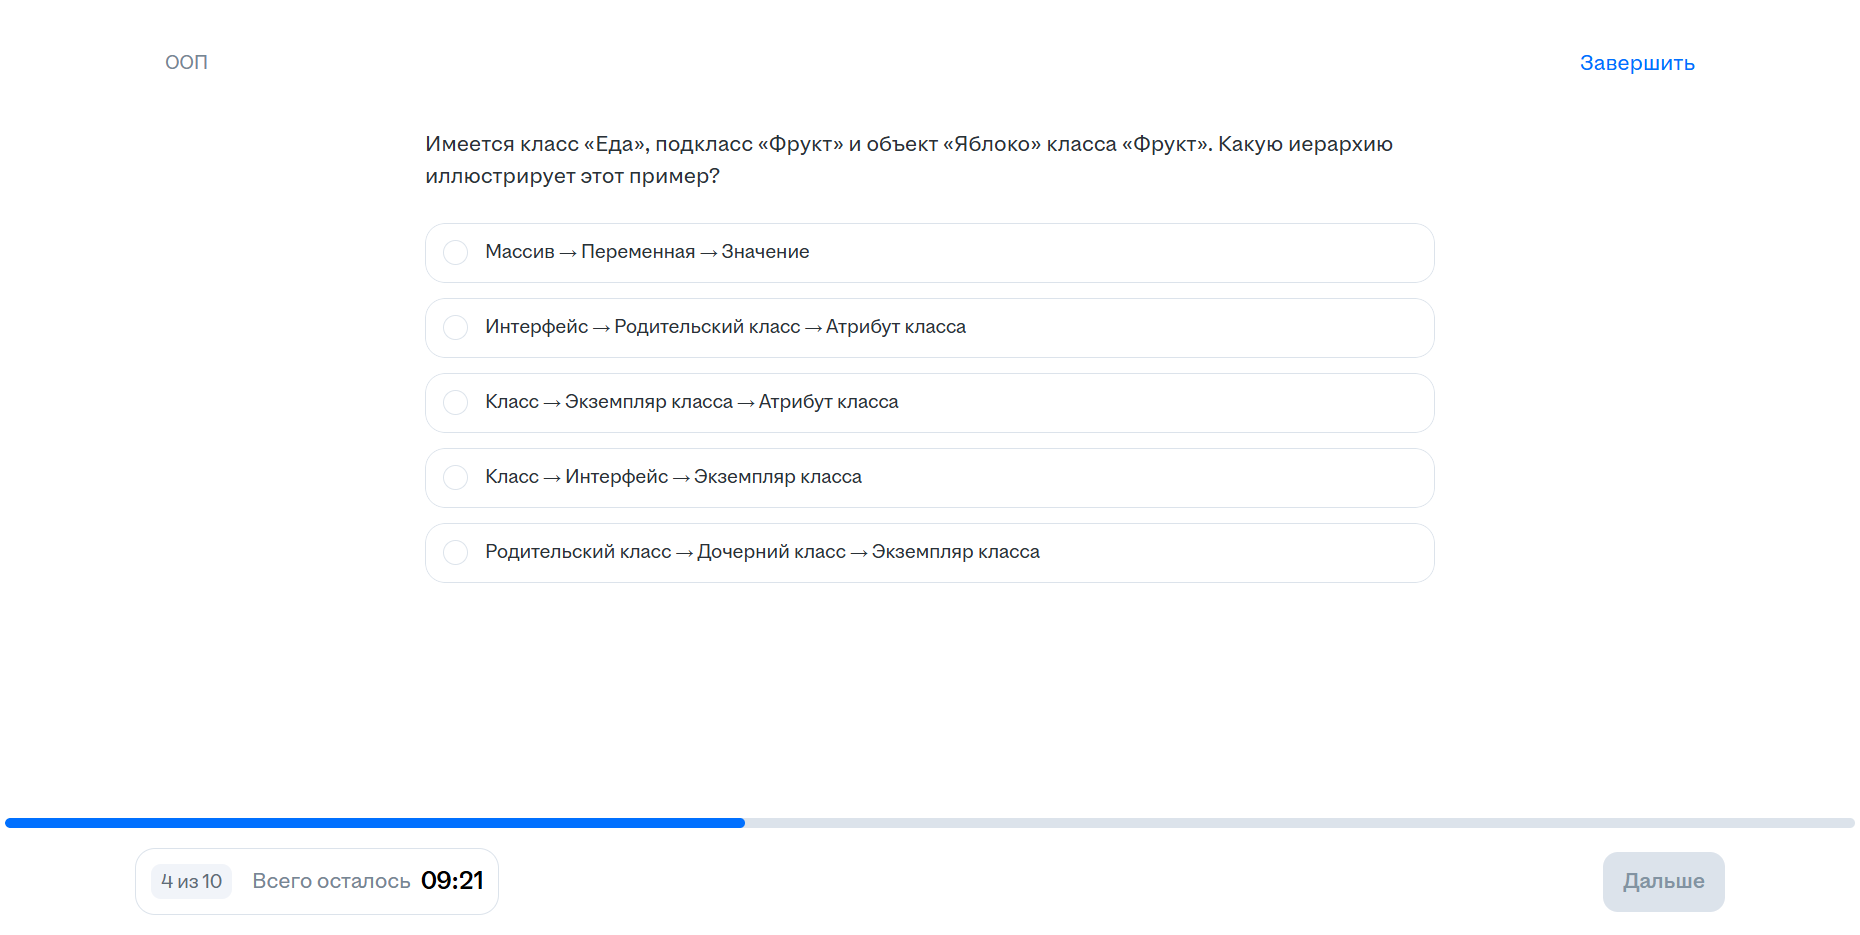 ООП
Завершить
Имеется класс «Еда», подкласс «Фрукт» и объект «Яблоко» класса «Фрукт». Какую иерархию
иллюстрирует этот пример?
Массив → Переменная → Значение
Интерфейс → Родительский класс → Атрибут класса
Класс → Экземпляр класса → Атрибут класса
Класс → Интерфейс → Экземпляр класса
Родительский класс → Дочерний класс → Экземпляр класса
4 из 10 Всего осталось 09:21
Дальше